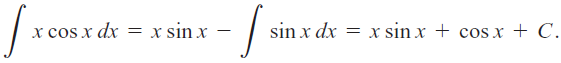 ∫ x cos x dx = x sin x − ∫ sin x dx = x sin x + cos x + C.